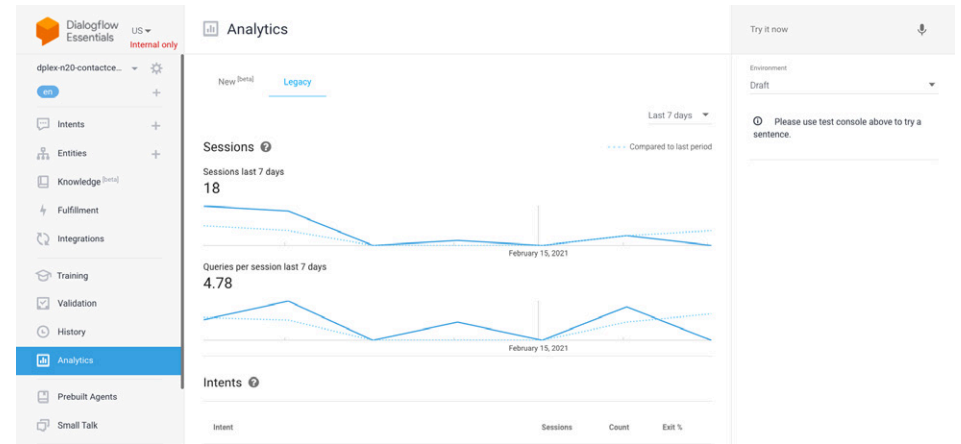 Dialogflow
Essentials
US
Internal only
dplex-n20-contactce...
en
Intents
Entities
Knowledge [beta]
Fulfillment
Integrations
Training
Validation
History
Analytics
Prebuilt Agents
Small Talk
Analytics
New [beta]
Legacy
Last 7 days
Sessions
Compared to last period
Sessions last 7 days
18
February 15, 2021
Queries per session last 7 days
4.78
February 15, 2021
Intents
Intent Sessions Count Exit %
Try it now
Environment
Draft
Please use test console above to try a
sentence.